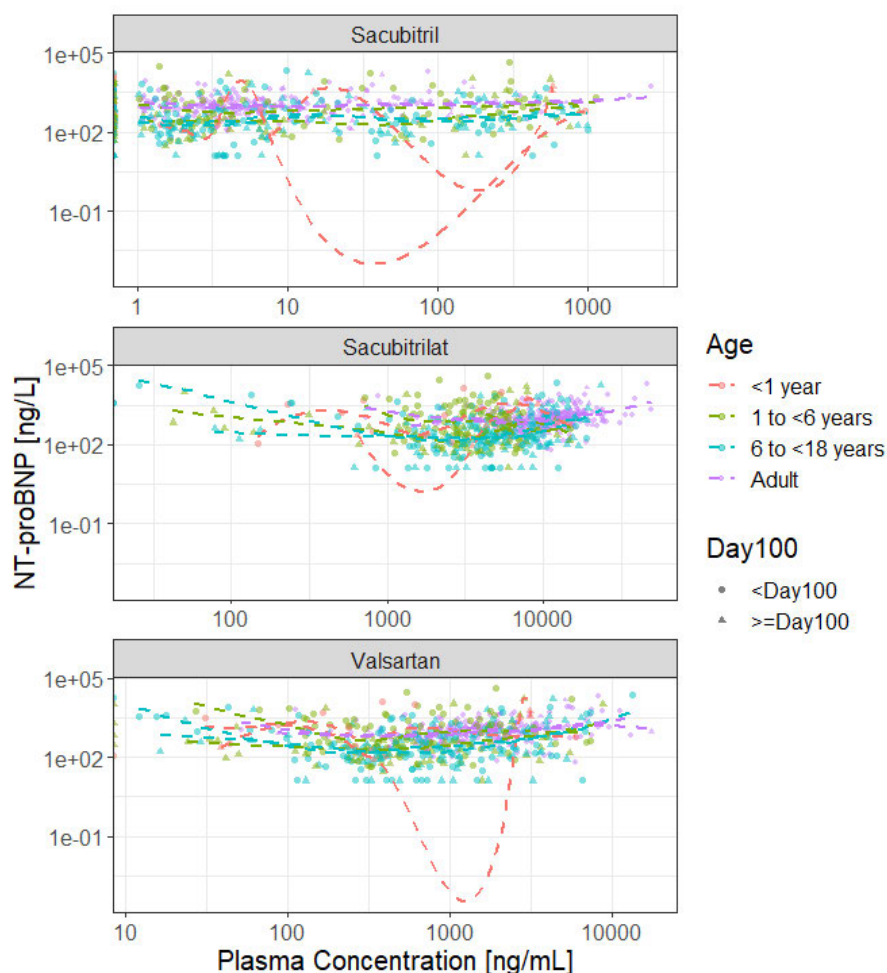 Sacubitril
1e+05
1e+02
1e-01
1 10 100 1000
Sacubitrilat
1e+05
1e+02
1e-01
100 1000 10000
Valsartan
1e+05
1e+02
1e-01
10 100 1000 10000
NT-proBNP [ng/L]
Plasma Concentration [ng/mL]
Age
<1 year
1 to <6 years
6 to <18 years
Adult
Day100
<Day100
>=Day100